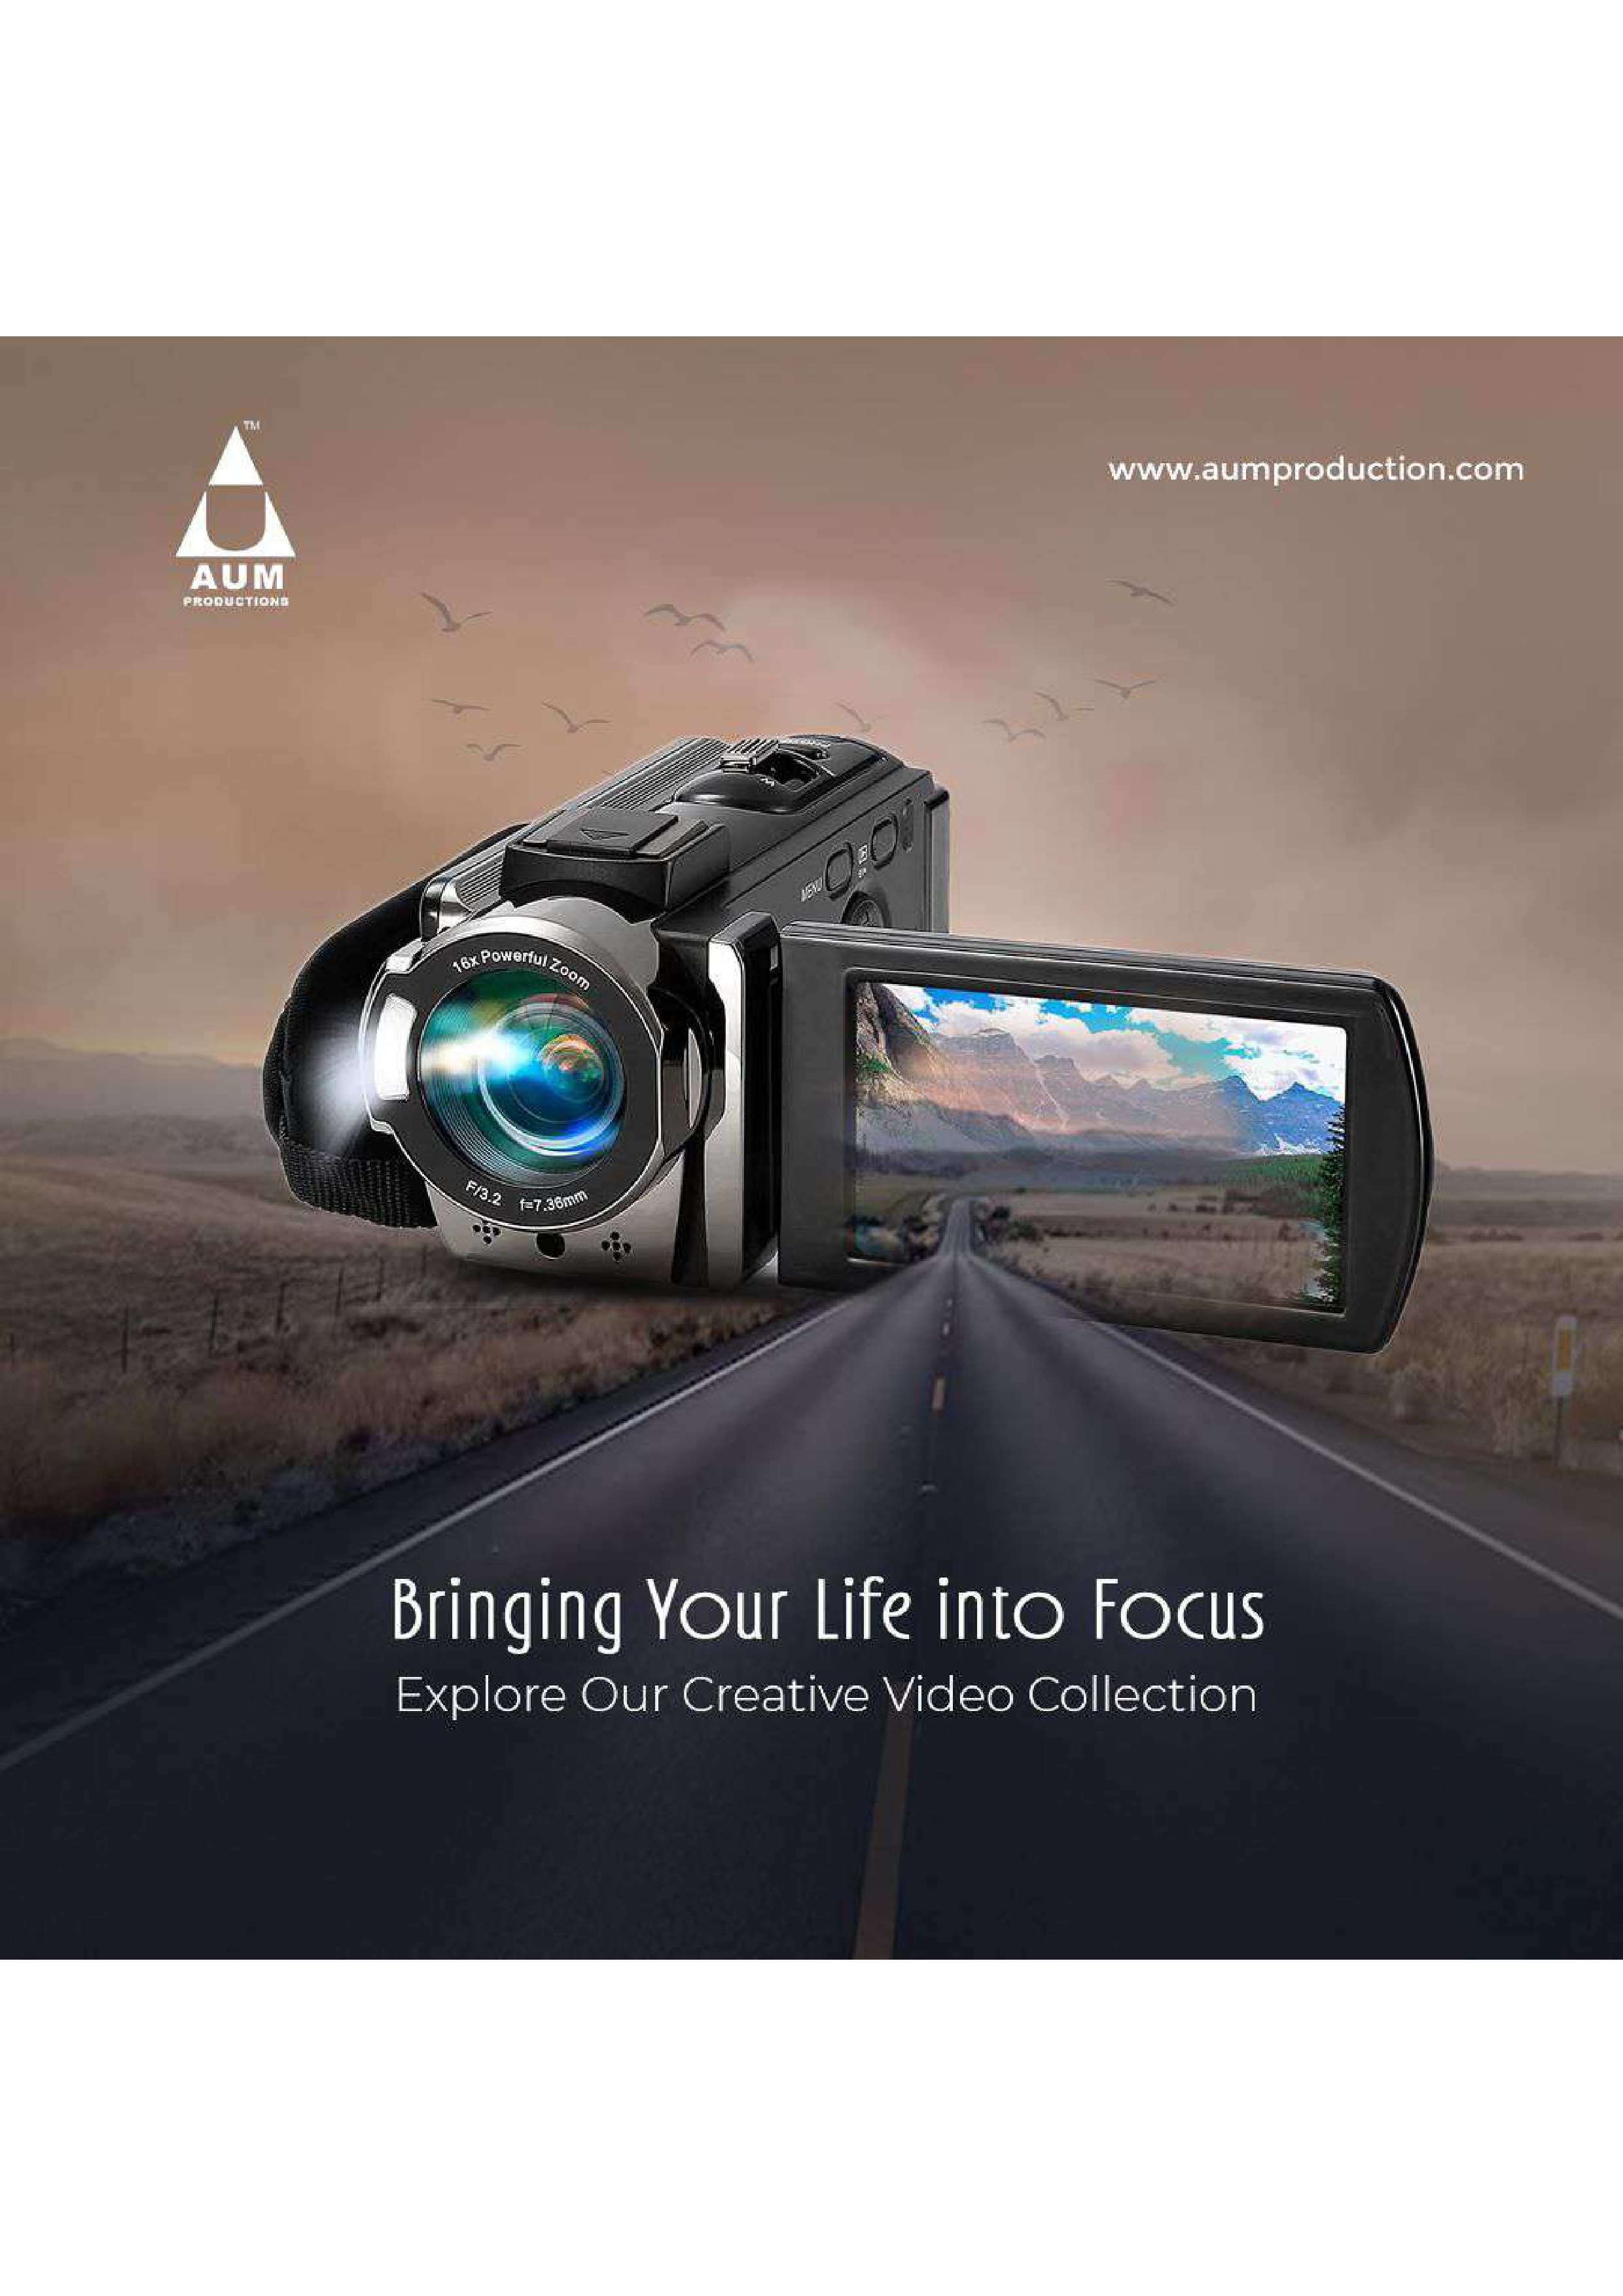 TM
AUM
PRODUCTIONS
www.aumproduction.com
MENU
16x Powerful Zoom
F/3.2 f=7.36mm
Bringing Your Life into Focus
Explore Our Creative Video Collection